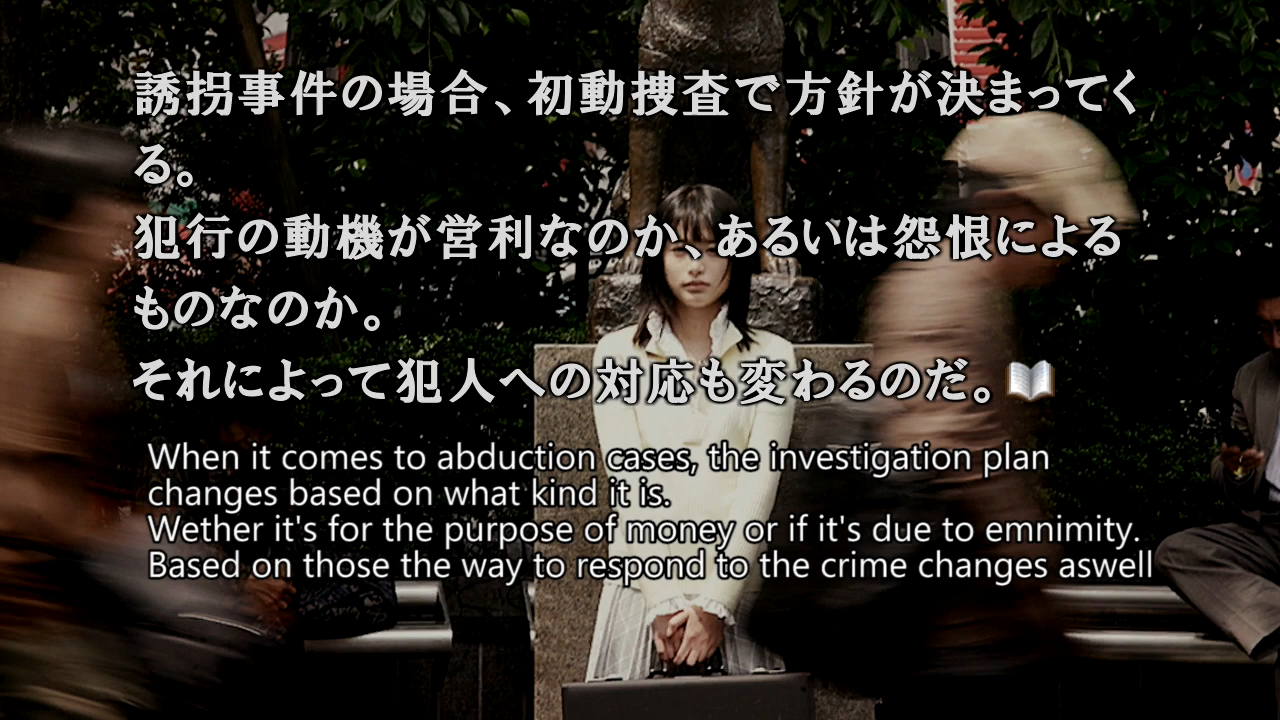 誘拐事件の場合、初動捜査で方針が決まってく
る。
犯行の動機が営利なのか、あるいは怨恨による
ものなのか。
それによって犯人への対応も変わるのだ。
When it comes to abduction cases, the investigation plan
changes based on what kind it is.
Wether it's for the purpose of money or if it's due to emnimity.
Based on those the way to respond to the crime changes aswell